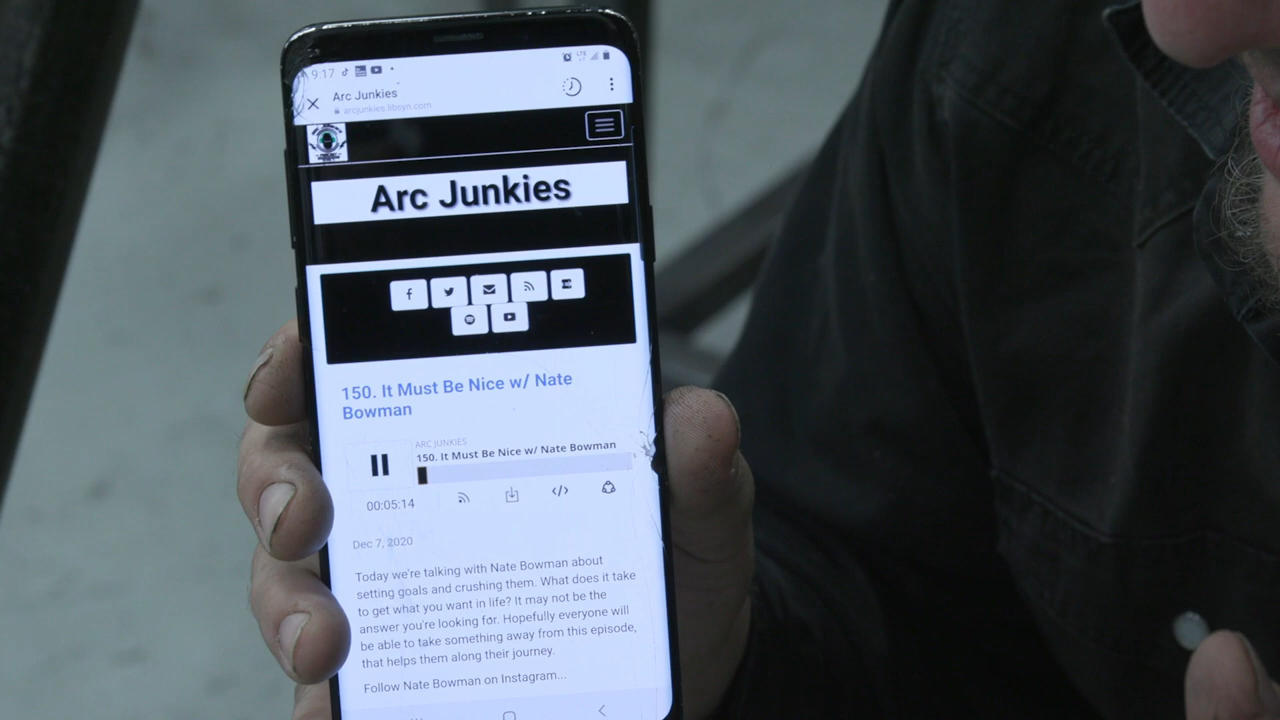 9:17
LTE
Arc Junkies
arcjunkies.libsyn.com
Arc Junkies
150. It Must Be Nice w/ Nate
Bowman
ARC JUNKIES
150. It Must Be Nice w/ Nate Bowman
00:05:14
Dec 7, 2020
Today we're talking with Nate Bowman about
setting goals and crushing them. What does it take
to get what you want in life? It may not be the
answer you're looking for. Hopefully everyone will
be able to take something away from this episode,
that helps them along their journey.
Follow Nate Bowman on Instagram...